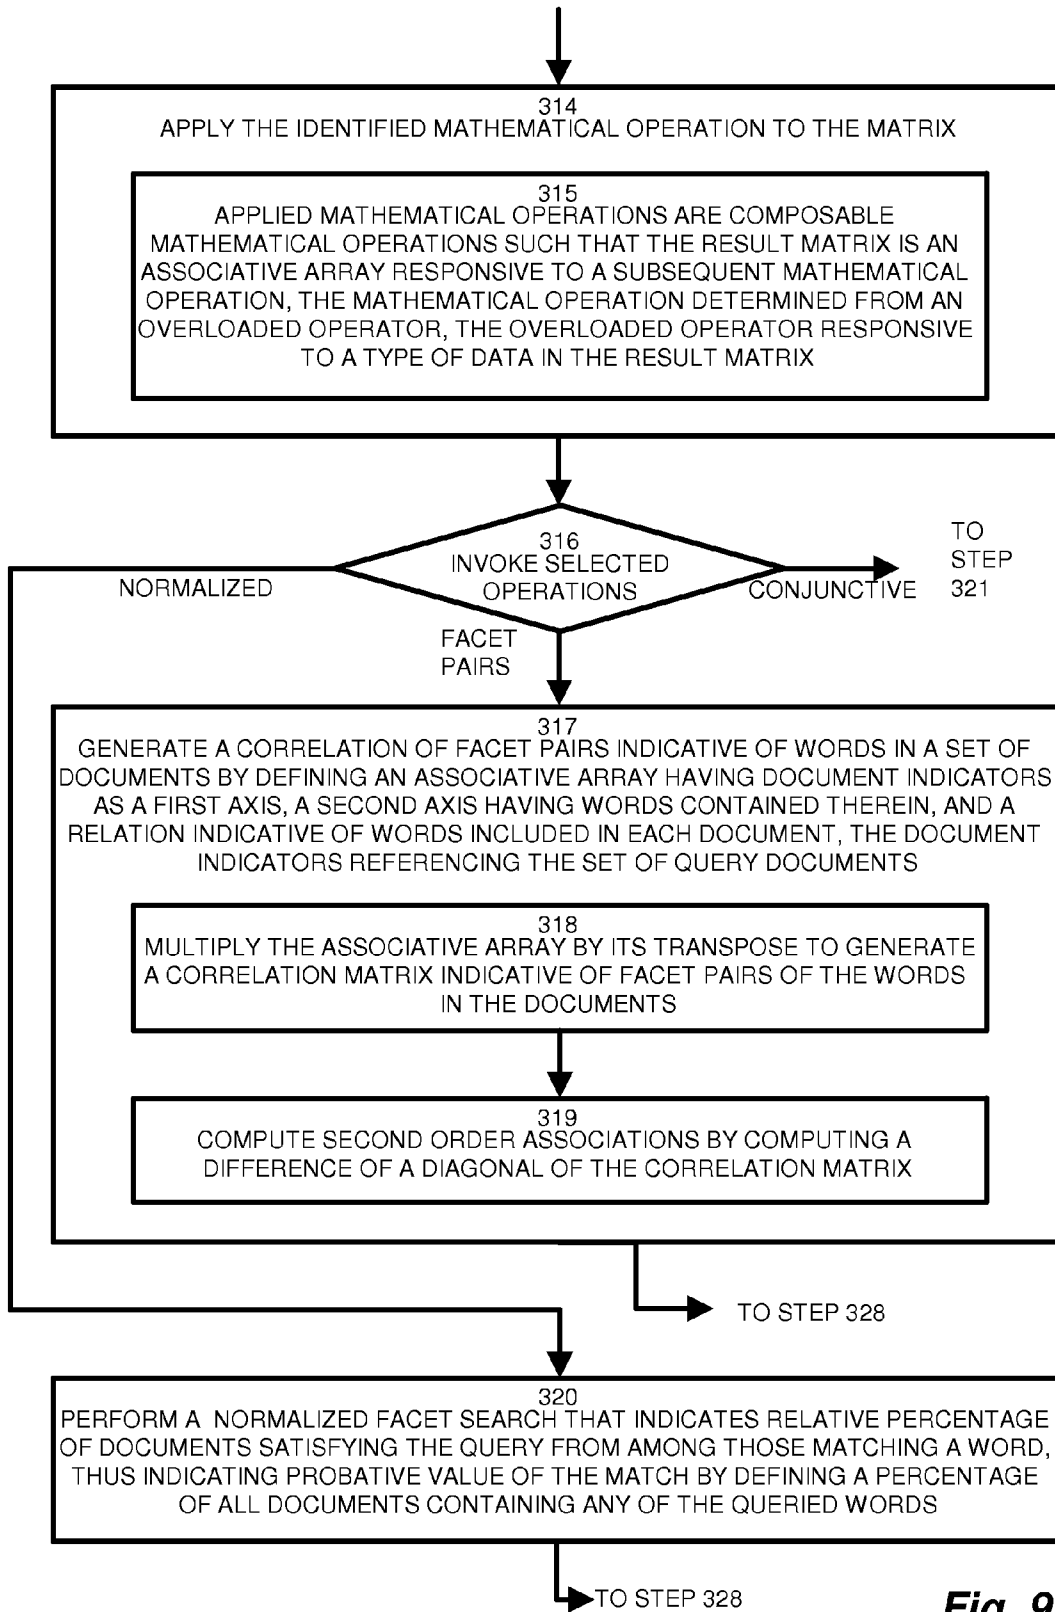 314
APPLY THE IDENTIFIED MATHEMATICAL OPERATION TO THE MATRIX
315
APPLIED MATHEMATICAL OPERATIONS ARE COMPOSABLE
MATHEMATICAL OPERATIONS SUCH THAT THE RESULT MATRIX IS AN
ASSOCIATIVE ARRAY RESPONSIVE TO A SUBSEQUENT MATHEMATICAL
OPERATION, THE MATHEMATICAL OPERATION DETERMINED FROM AN
OVERLOADED OPERATOR, THE OVERLOADED OPERATOR RESPONSIVE
TO A TYPE OF DATA IN THE RESULT MATRIX
316
INVOKE SELECTED
OPERATIONS
NORMALIZED
CONJUNCTIVE
TO
STEP
321
FACET
PAIRS
317
GENERATE A CORRELATION OF FACET PAIRS INDICATIVE OF WORDS IN A SET OF
DOCUMENTS BY DEFINING AN ASSOCIATIVE ARRAY HAVING DOCUMENT INDICATORS
AS A FIRST AXIS, A SECOND AXIS HAVING WORDS CONTAINED THEREIN, AND A
RELATION INDICATIVE OF WORDS INCLUDED IN EACH DOCUMENT, THE DOCUMENT
INDICATORS REFERENCING THE SET OF QUERY DOCUMENTS
318
MULTIPLY THE ASSOCIATIVE ARRAY BY ITS TRANSPOSE TO GENERATE
A CORRELATION MATRIX INDICATIVE OF FACET PAIRS OF THE WORDS
IN THE DOCUMENTS
319
COMPUTE SECOND ORDER ASSOCIATIONS BY COMPUTING A
DIFFERENCE OF A DIAGONAL OF THE CORRELATION MATRIX
TO STEP 328
320
PERFORM A NORMALIZED FACET SEARCH THAT INDICATES RELATIVE PERCENTAGE
OF DOCUMENTS SATISFYING THE QUERY FROM AMONG THOSE MATCHING A WORD,
THUS INDICATING PROBATIVE VALUE OF THE MATCH BY DEFINING A PERCENTAGE
OF ALL DOCUMENTS CONTAINING ANY OF THE QUERIED WORDS
TO STEP 328
Fig. 9